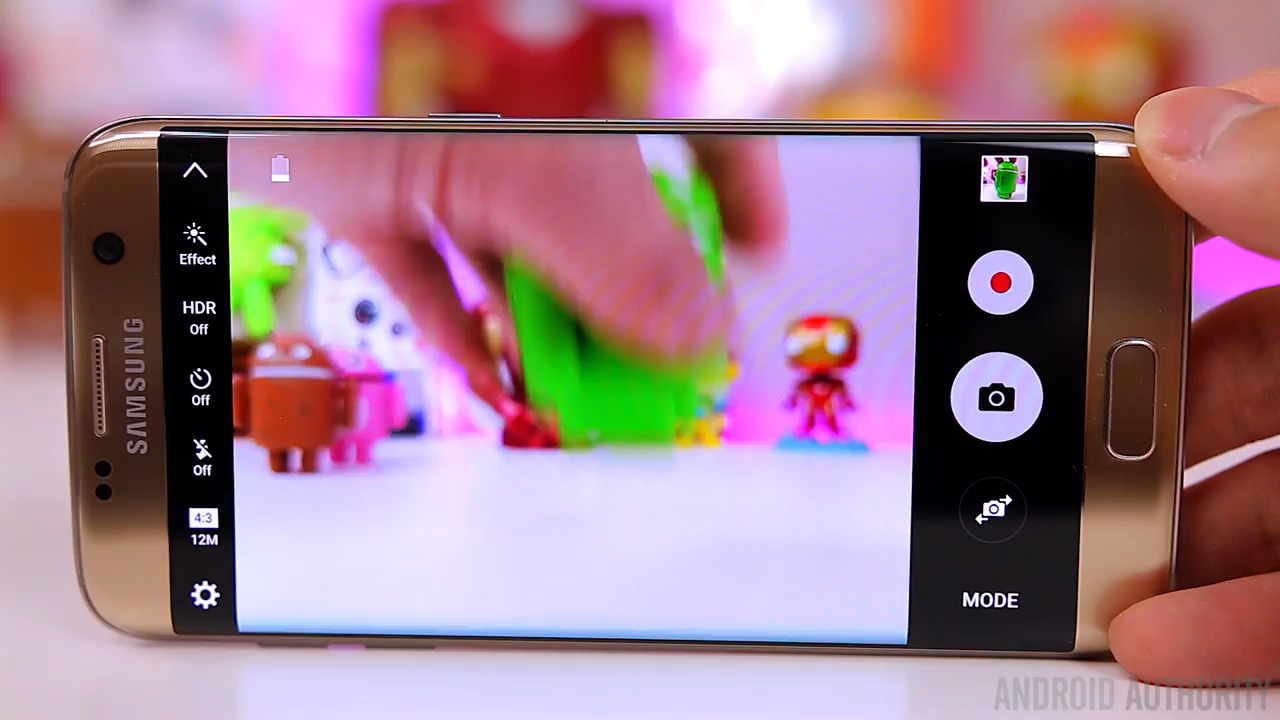 SAMSUNG
Effect
HDR
Off
Off
Off
4:3
12M
MODE
ANDROID AUTHORITY